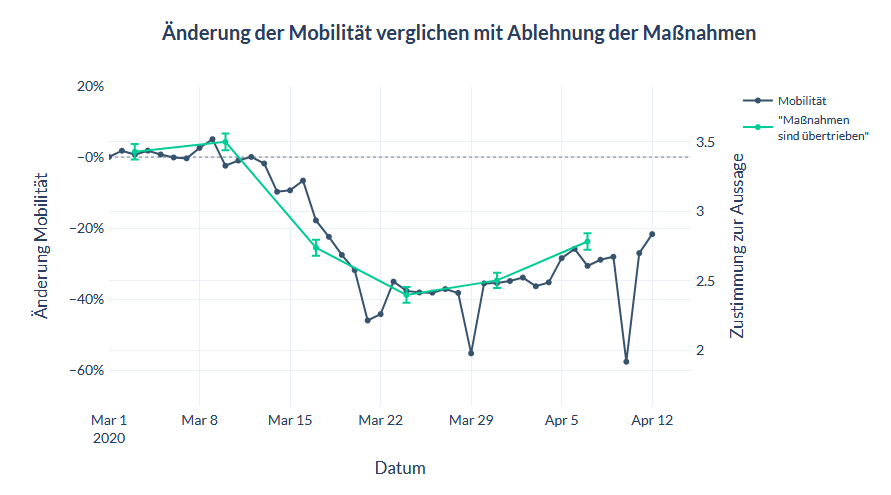 Änderung der Mobilität verglichen mit Ablehnung der Maßnahmen
Mobilität
"Maßnahmen
sind übertrieben"
20%
−0%
−20%
−40%
−60%
Änderung Mobilität
3.5
3
2.5
2
Zustimmung zur Aussage
Mar 1
2020
Mar 8
Mar 15
Mar 22
Mar 29
Apr 5
Apr 12
Datum